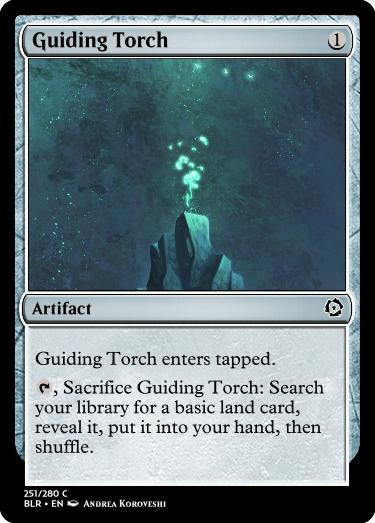 Guiding Torch 1
Artifact
Guiding Torch enters tapped.
, Sacrifice Guiding Torch: Search
your library for a basic land card,
reveal it, put it into your hand, then
shuffle.
251/280 C
BLR • EN Andrea Koroveshi